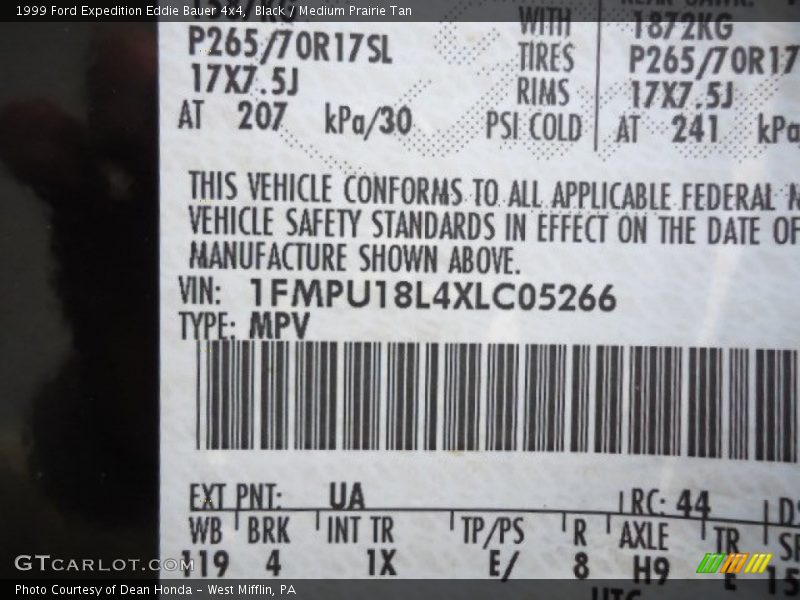 1999 Ford Expedition Eddie Bauer 4x4, Black / Medium Prairie Tan
WITH 1872KG
P265/70R17SL TIRES P265/70R17
17X7.5J RIMS 17X7.5J
AT 207 kPa/30 PSI COLD AT 241 kPa
THIS VEHICLE CONFORMS TO ALL APPLICABLE FEDERAL
VEHICLE SAFETY STANDARDS IN EFFECT ON THE DATE OF
MANUFACTURE SHOWN ABOVE.
VIN: 1FMPU18L4XLC05266
TYPE: MPV
EXT PNT: UA RC: 44
WB BRK INT TR TP/PS R AXLE TR
119 4 1X E/ 8 H9 E 15
GTCARLOT.COM
Photo Courtesy of Dean Honda - West Mifflin, PA